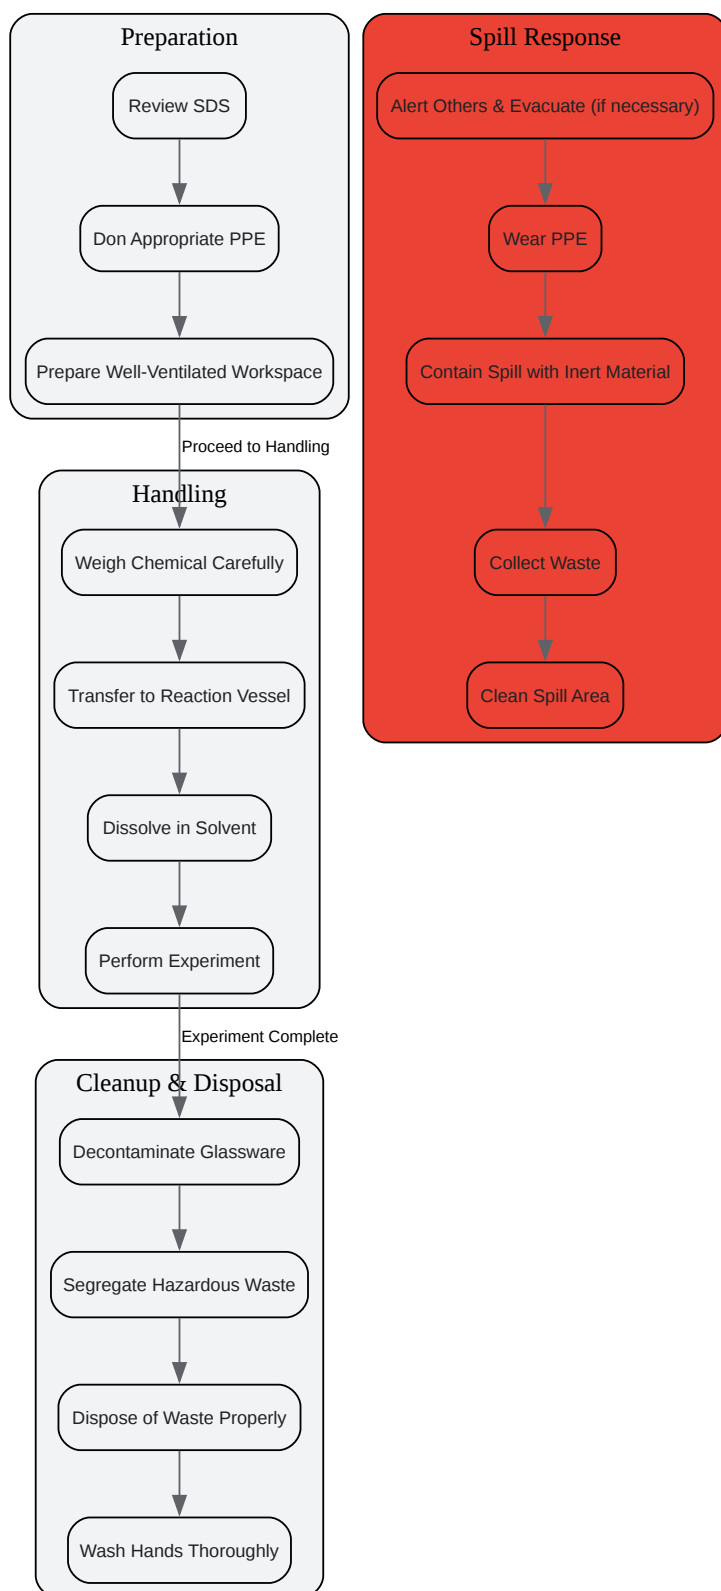 Preparation
Review SDS
Don Appropriate PPE
Prepare Well-Ventilated Workspace
Proceed to Handling
Handling
Weigh Chemical Carefully
Transfer to Reaction Vessel
Dissolve in Solvent
Perform Experiment
Experiment Complete
Cleanup & Disposal
Decontaminate Glassware
Segregate Hazardous Waste
Dispose of Waste Properly
Wash Hands Thoroughly
Spill Response
Alert Others & Evacuate (if necessary)
Wear PPE
Contain Spill with Inert Material
Collect Waste
Clean Spill Area